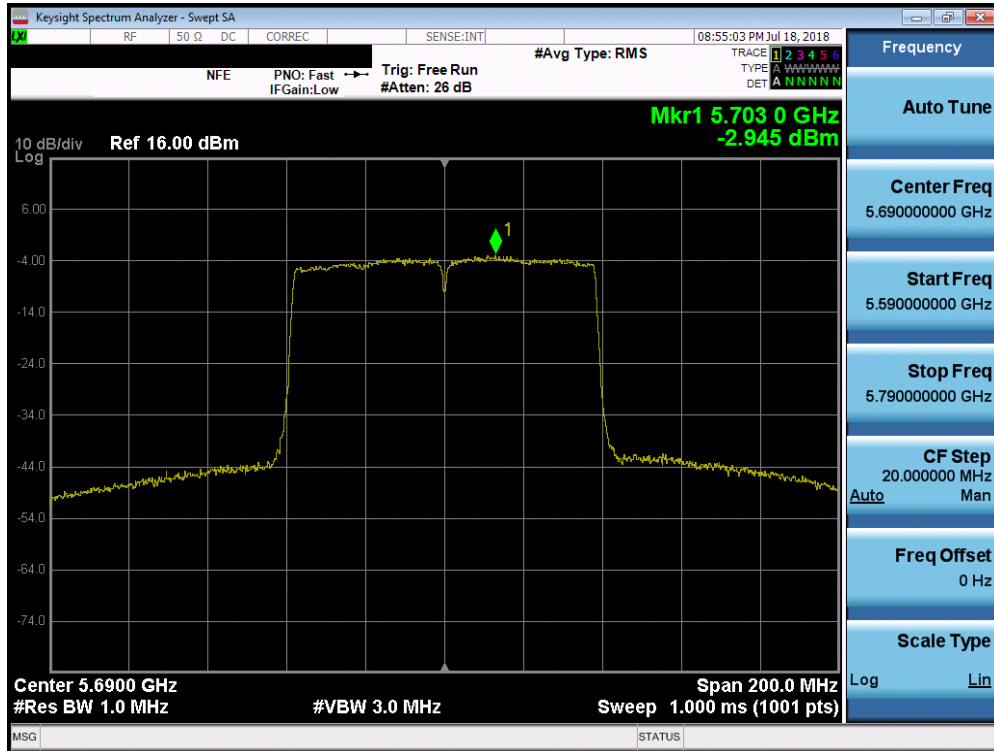 Keysight Spectrum Analyzer - Swept SA
LXI RF 50 Ω DC CORREC SENSE:INT 08:55:03 PM Jul 18, 2018
Frequency
#Avg Type: RMS
TRACE 1 2 3 4 5 6
NFE PNO: Fast Trig: Free Run TYPE A WWWWW
IFGain:Low #Atten: 26 dB DET A N N N N N
Auto Tune
Mkr1 5.703 0 GHz
10 dB/div Ref 16.00 dBm -2.945 dBm
Log
Center Freq
5.690000000 GHz
6.00
1
-4.00
Start Freq
5.590000000 GHz
-14.0
-24.0
Stop Freq
5.790000000 GHz
-34.0
-44.0
CF Step
20.000000 MHz
Auto Man
-54.0
Freq Offset
0 Hz
-64.0
-74.0
Scale Type
Log Lin
Center 5.6900 GHz Span 200.0 MHz
#Res BW 1.0 MHz #VBW 3.0 MHz Sweep 1.000 ms (1001 pts)
MSG STATUS